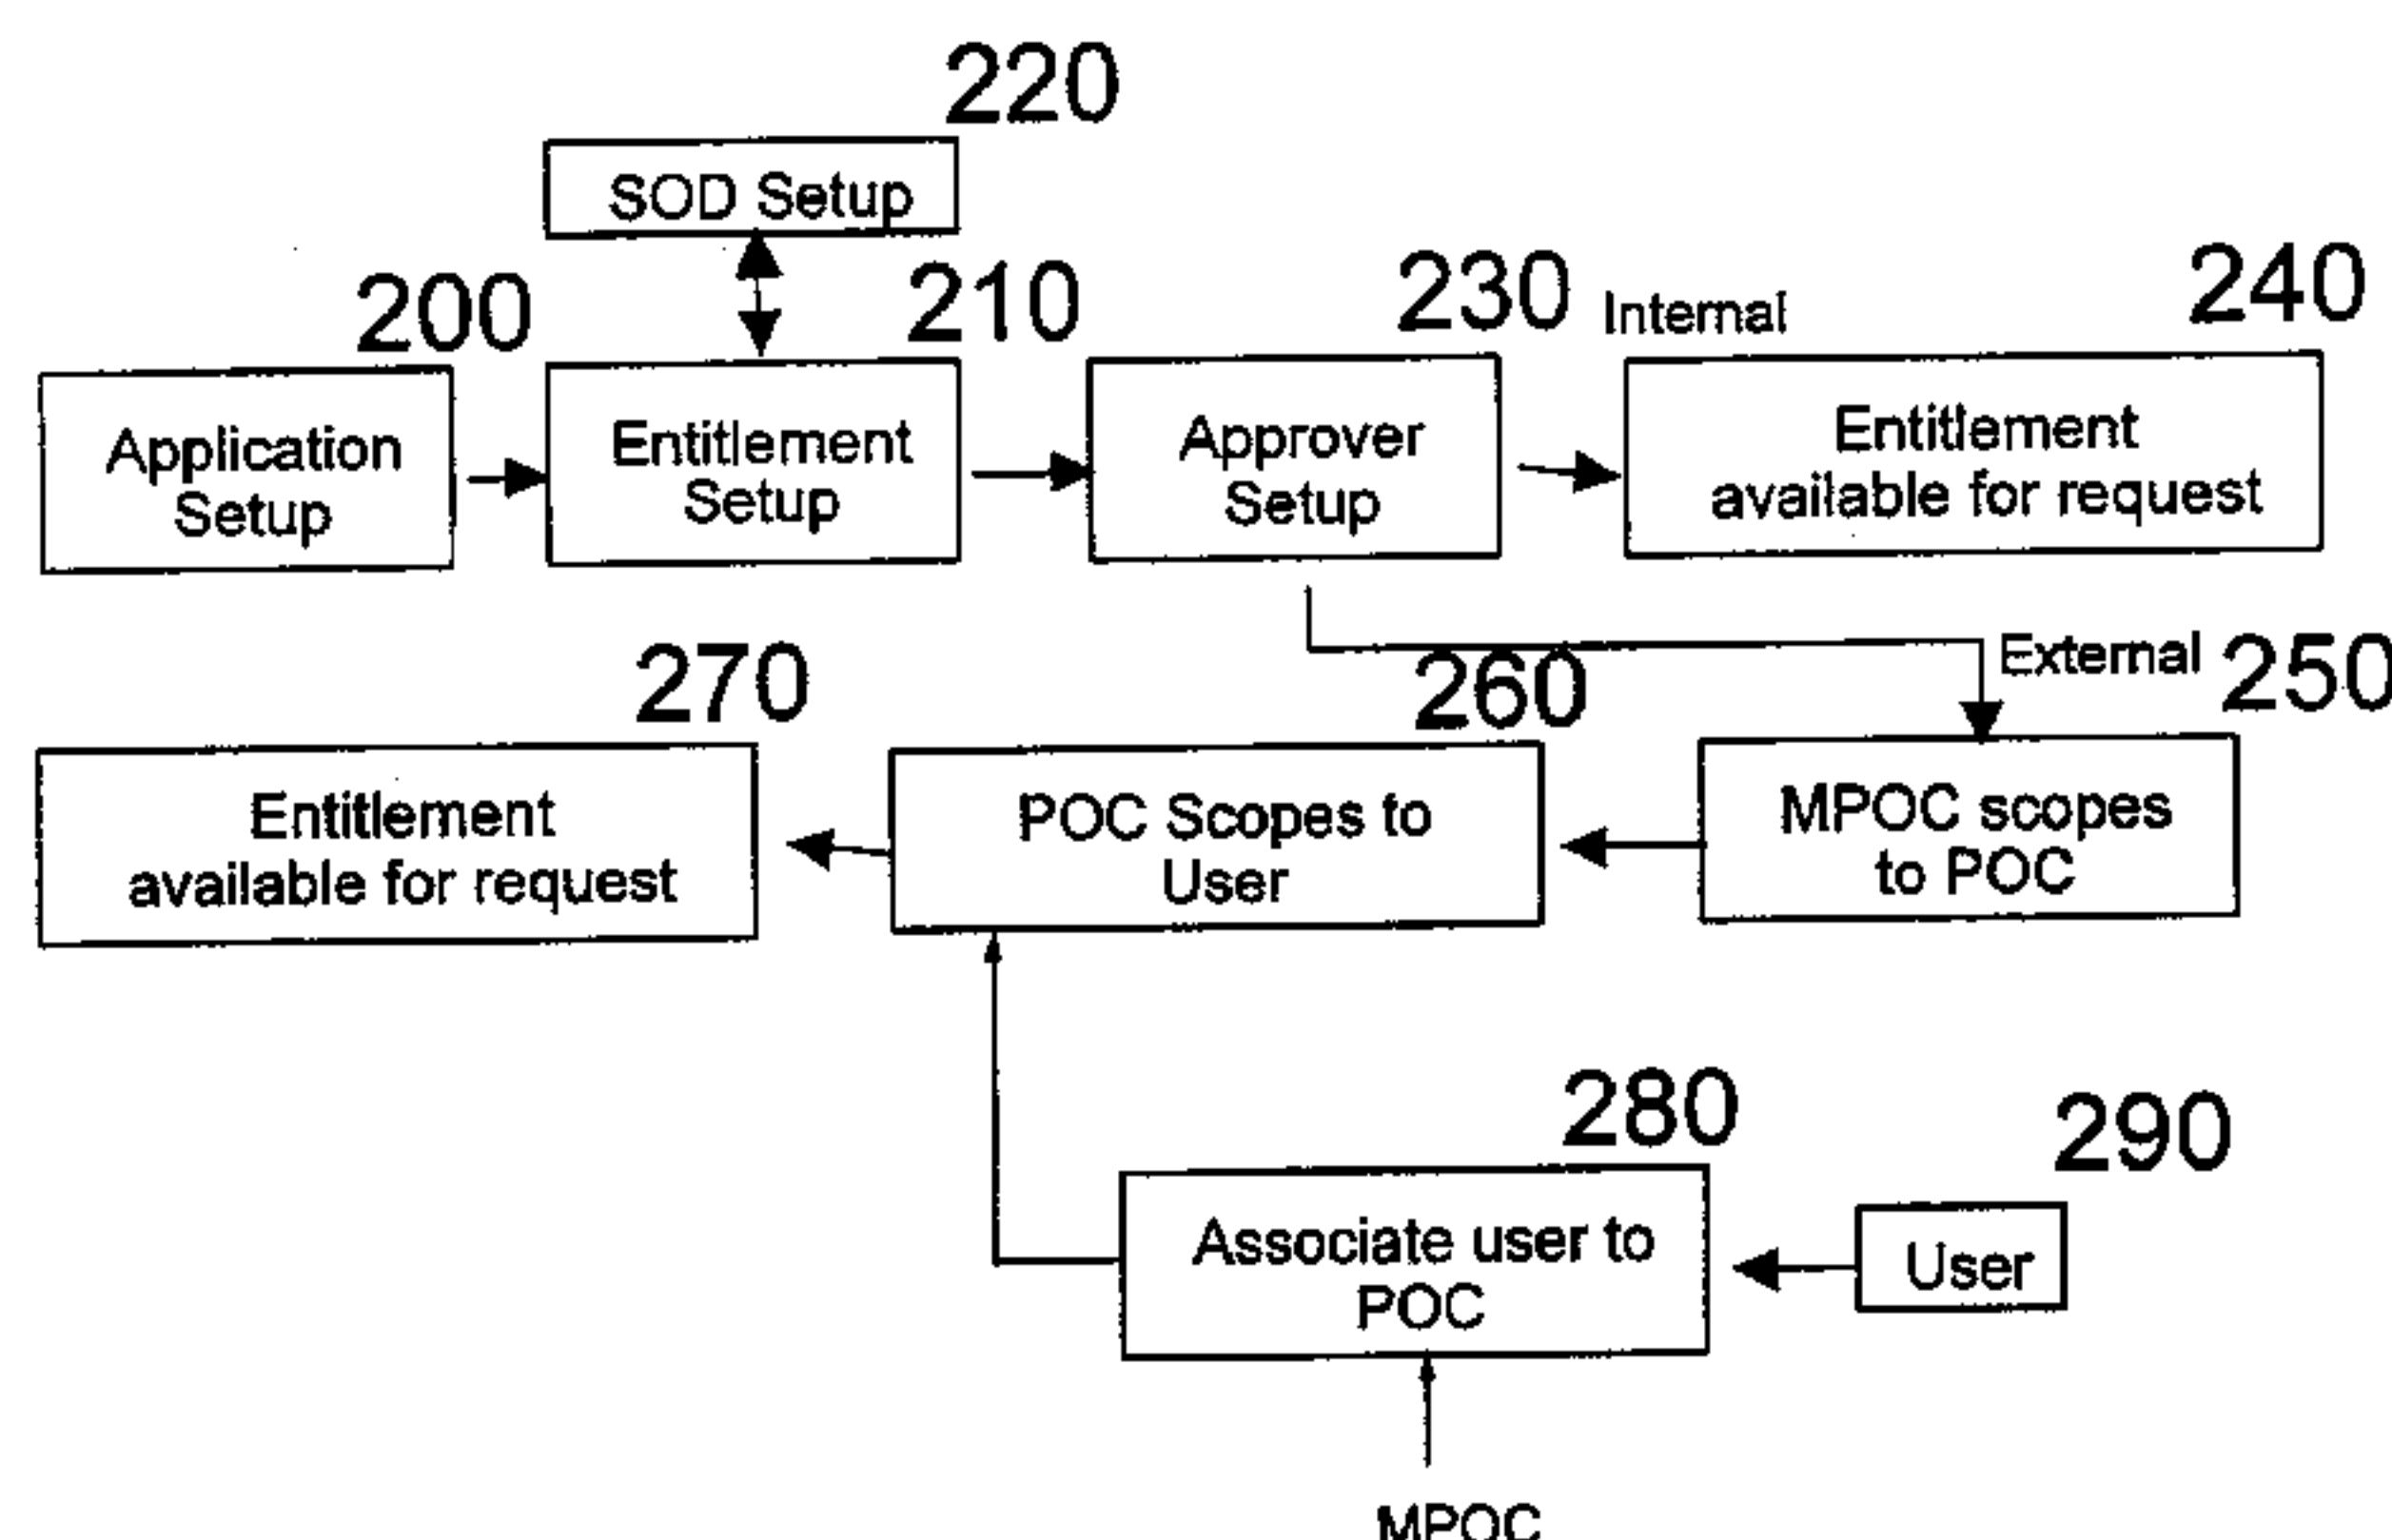 220
SOD Setup
200
210
230
Internal
240
Application
Setup
Entitlement
Setup
Approver
Setup
Entitlement
available for request
270
260
External
250
Entitlement
available for request
POC Scopes to
User
MPOC scopes
to POC
280
290
Associate user to
POC
User
MPOC